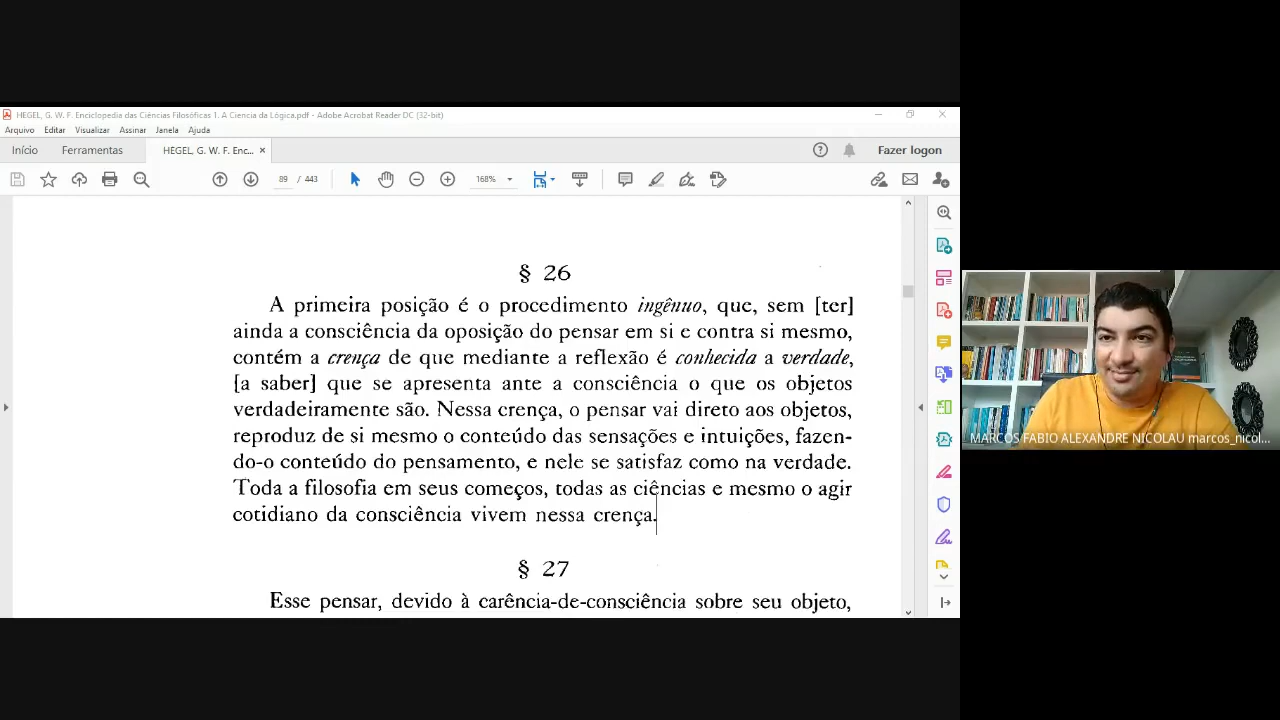 HEGEL, G. W. F. Enciclopedia das Ciências Filosóficas 1. A Ciencia da Lógica.pdf - Adobe Acrobat Reader DC (32-bit)
Arquivo Editar Visualizar Assinar Janela Ajuda
Início Ferramentas HEGEL, G. W. F. Enc... × Fazer logon
89 / 443 168%
§ 26
A primeira posição é o procedimento ingênuo, que, sem [ter]
ainda a consciência da oposição do pensar em si e contra si mesmo,
contém a crença de que mediante a reflexão é conhecida a verdade,
[a saber] que se apresenta ante a consciência o que os objetos
verdadeiramente são. Nessa crença, o pensar vai direto aos objetos,
reproduz de si mesmo o conteúdo das sensações e intuições, fazen-
do-o conteúdo do pensamento, e nele se satisfaz como na verdade.
Toda a filosofia em seus começos, todas as ciências e mesmo o agir
cotidiano da consciência vivem nessa crença.
§ 27
Esse pensar, devido à carência-de-consciência sobre seu objeto,
MARCOS FABIO ALEXANDRE NICOLAU marcos_nicol...